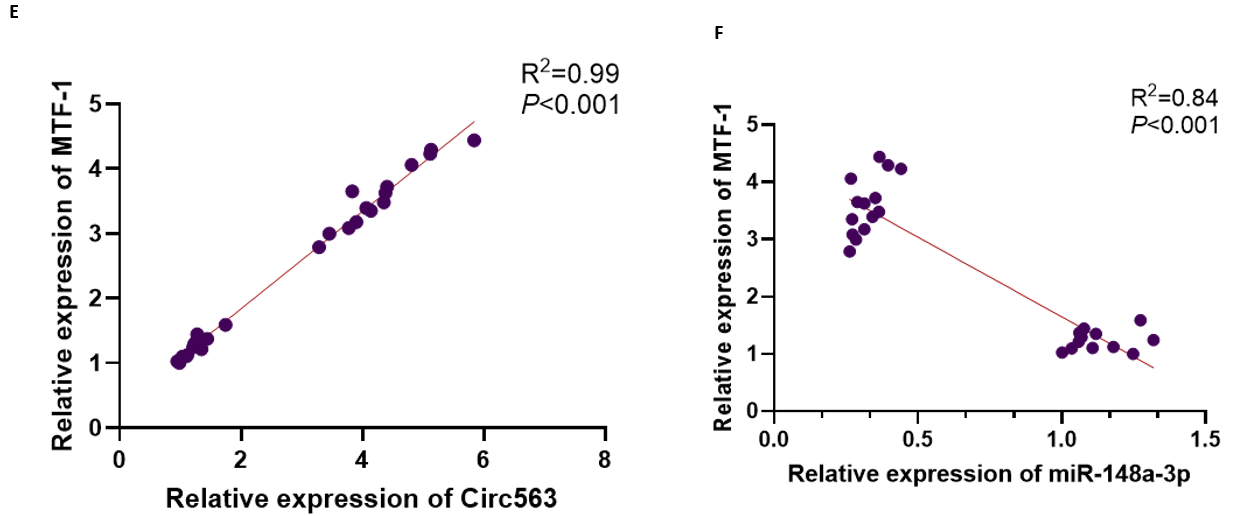 E
R²=0.99
P<0.001
Relative expression of MTF-1
5
4
3
2
1
0
0 2 4 6 8
Relative expression of Circ563
F
R²=0.84
P<0.001
Relative expression of MTF-1
5
4
3
2
1
0
0.0 0.5 1.0 1.5
Relative expression of miR-148a-3p